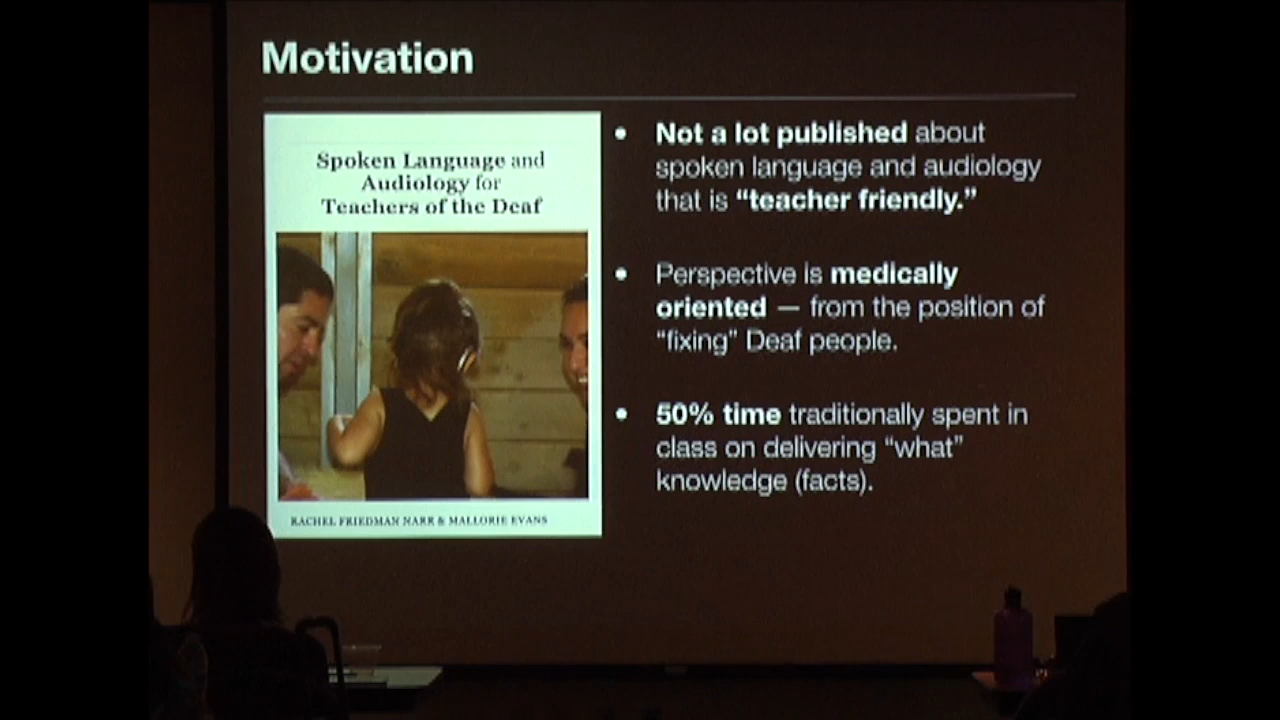 Motivation
Spoken Language and
Audiology for
Teachers of the Deaf
RACHEL FRIEDMAN NARR & MALLORIE EVANS
• Not a lot published about
spoken language and audiology
that is “teacher friendly.”
• Perspective is medically
oriented — from the position of
“fixing” Deaf people.
• 50% time traditionally spent in
class on delivering “what”
knowledge (facts).